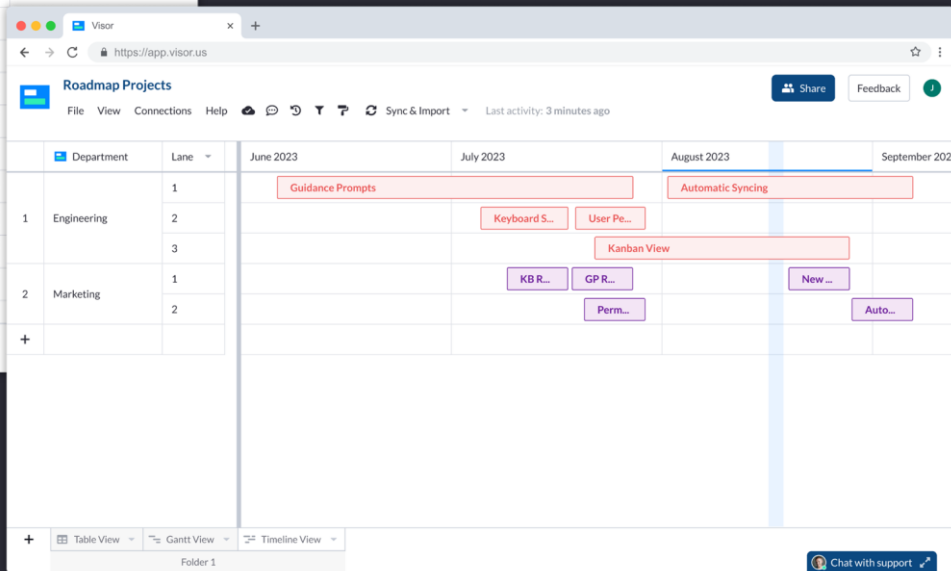 Visor
https://app.visor.us
Roadmap Projects
File View Connections Help Sync & Import Last activity: 3 minutes ago
Share
Feedback
J
Department Lane June 2023 July 2023 August 2023 September 202
1 Guidance Prompts Automatic Syncing
1 Engineering 2 Keyboard S... User Pe...
3 Kanban View
1 KB R... GP R... New ...
2 Marketing
2 Perm... Auto...
Table View Gantt View Timeline View
Folder 1
Chat with support